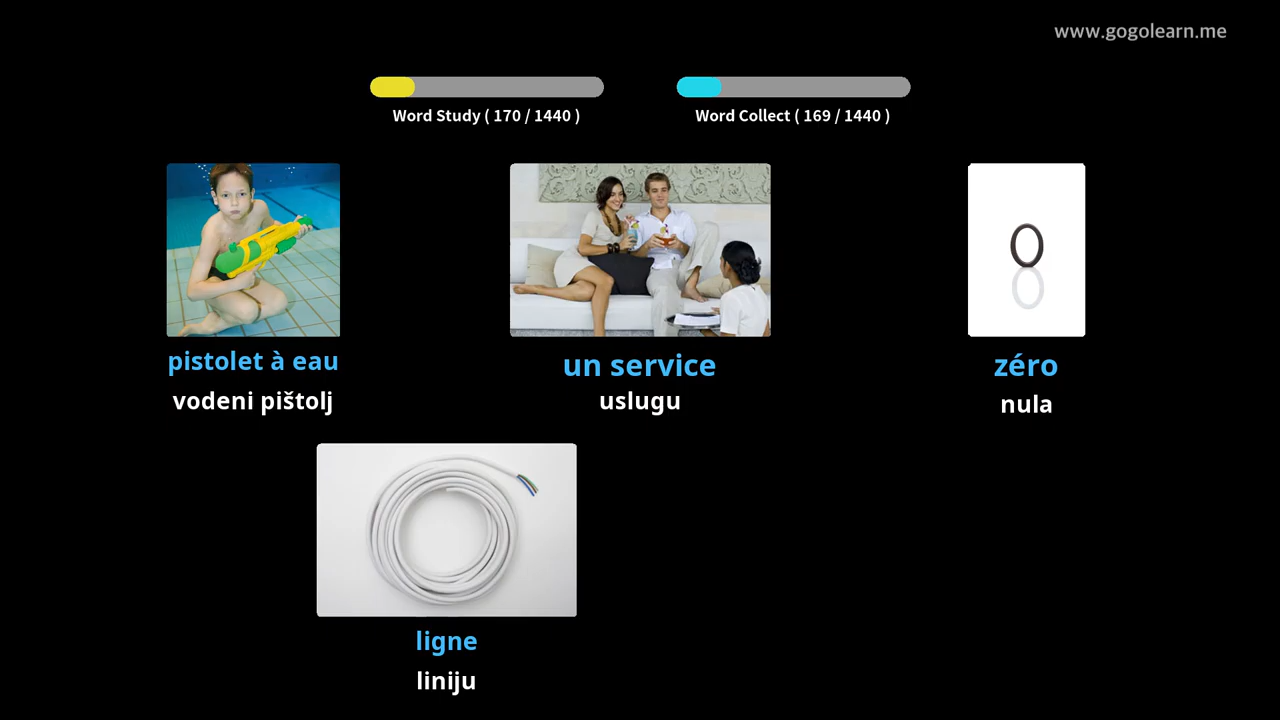 www.gogolearn.me
Word Study ( 170 / 1440 )
Word Collect ( 169 / 1440 )
pistolet à eau
vodeni pištolj
un service
uslugu
zéro
nula
ligne
liniju